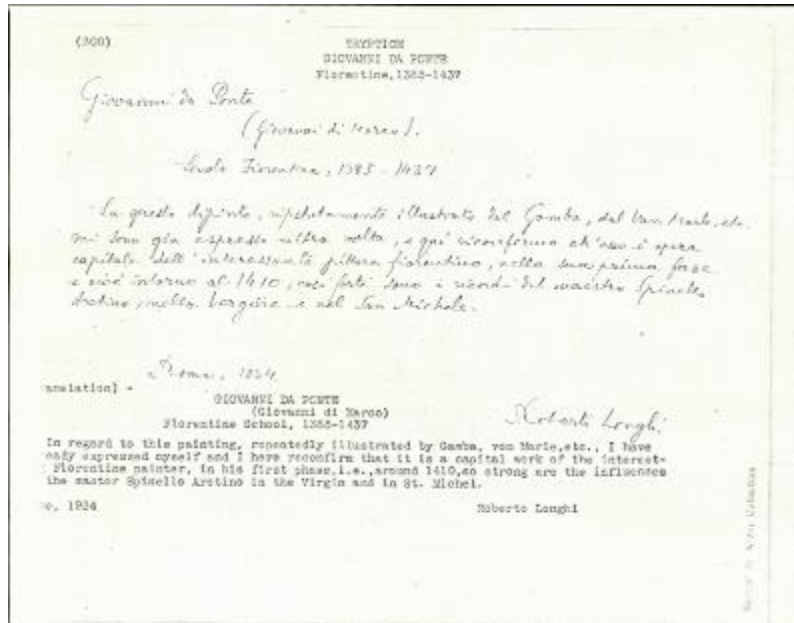 (300)
TRYPTICH
GIOVANNI DA PONTE
Florentine, 1385-1437
Giovanni da Ponte
(Giovanni di Marco).
Scuola Fiorentina, 1385 - 1437
questo dipinto, ripetutamente illustrato dal Gamba, dal Van Marle, etc.
mi sono già espresso altra volta, e qui riconfermo ch'esso è opera
capitale dell'interessante pittore fiorentino, nella sua prima fase
e cioè intorno al 1410, così forti sono i ricordi del maestro Spinello
Aretino, nella Vergine e nel San Michele.
Roma, 1934
anslation) -
GIOVANNI DA PONTE
(Giovanni di Marco)
Florentine School, 1385-1437
Roberto Longhi
In regard to this painting, repeatedly illustrated by Gamba, von Marle, etc., I have
eady expressed myself and I have reconfirm that it is a capital work of the interest-
Florentine painter, in his first phase, i.e., around 1410, so strong are the influences
the master Spinello Aretino in the Virgin and in St. Michel.
e, 1934
Roberto Longhi